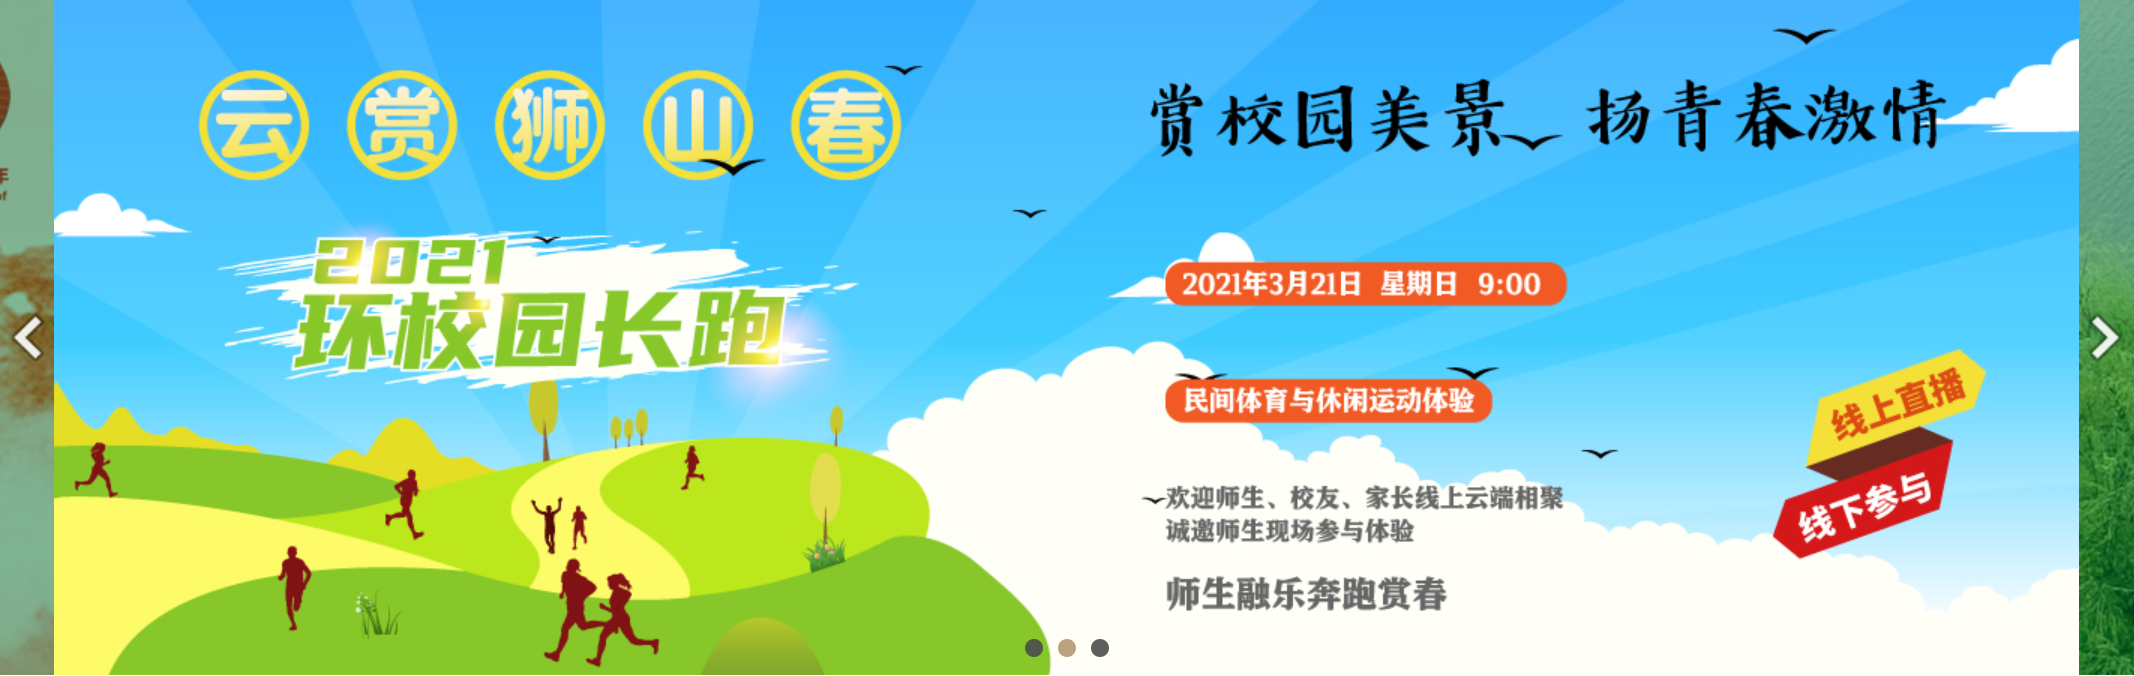 云赏狮山春
2021
环校园长跑
赏校园美景 扬青春激情
2021年3月21日 星期日 9:00
民间体育与休闲运动体验
欢迎师生、校友、家长线上云端相聚
诚邀师生现场参与体验
师生融乐奔跑赏春
线上直播
线下参与
年
of